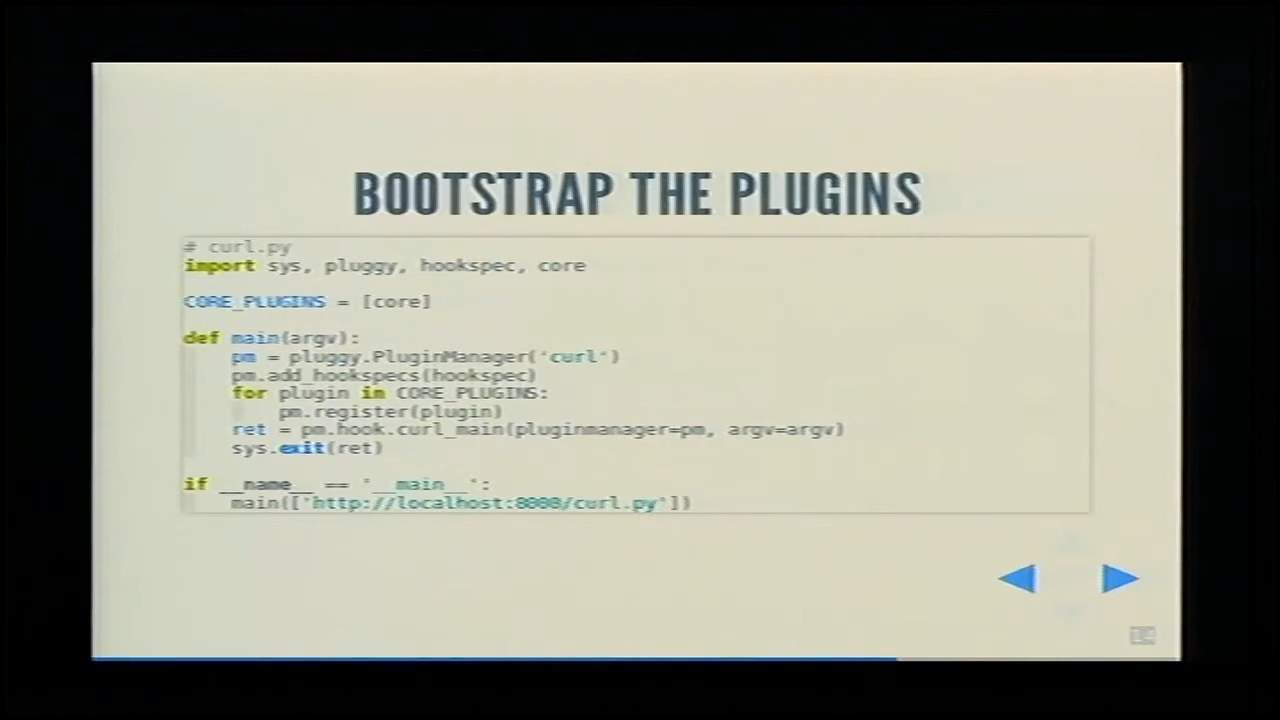 BOOTSTRAP THE PLUGINS
# curl.py
import sys, pluggy, hookspec, core
CORE_PLUGINS = [core]
def main(argv):
pm = pluggy.PluginManager('curl')
pm.add_hookspecs(hookspec)
for plugin in CORE_PLUGINS:
pm.register(plugin)
ret = pm.hook.curl_main(pluginmanager=pm, argv=argv)
sys.exit(ret)
if __name__ == '__main__':
main(['http://localhost:8000/curl.py'])